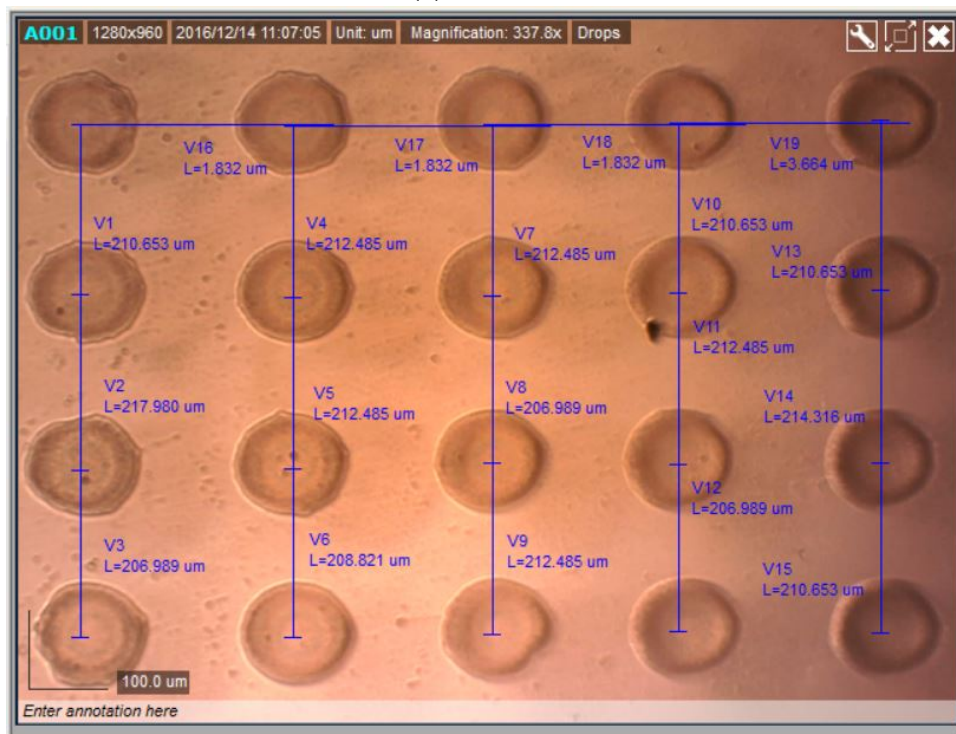 A001 1280x960 2016/12/14 11:07:05 Unit: um Magnification: 337.8x Drops
V16
L=1.832 um
V17
L=1.832 um
V18
L=1.832 um
V19
L=3.664 um
V1
L=210.653 um
V4
L=212.485 um
V7
L=212.485 um
V10
L=210.653 um
V13
L=210.653 um
V11
L=212.485 um
V2
L=217.980 um
V5
L=212.485 um
V8
L=206.989 um
V14
L=214.316 um
V12
L=206.989 um
V3
L=206.989 um
V6
L=208.821 um
V9
L=212.485 um
V15
L=210.653 um
100.0 um
Enter annotation here